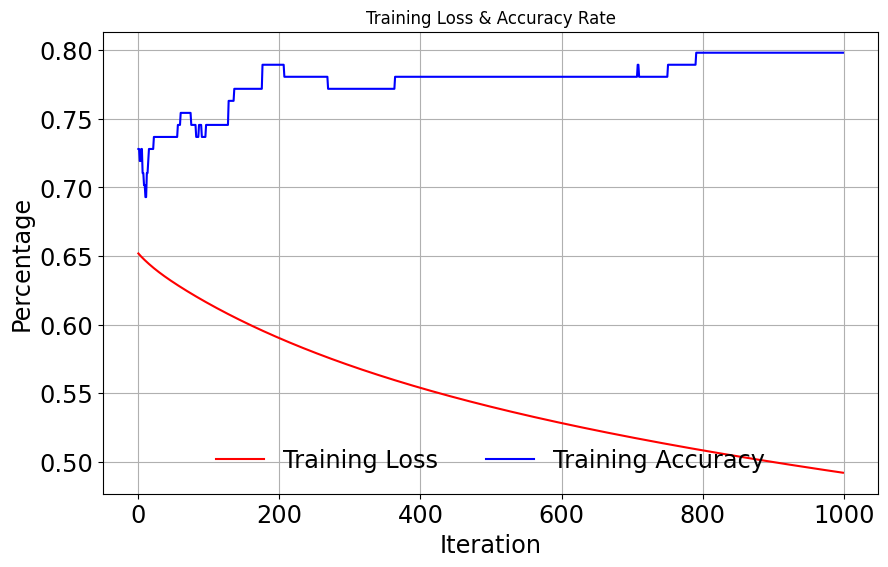 Training Loss & Accuracy Rate
0.80
0.75
0.70
0.65
0.60
0.55
0.50
Percentage
Training Loss Training Accuracy
0 200 400 600 800 1000
Iteration